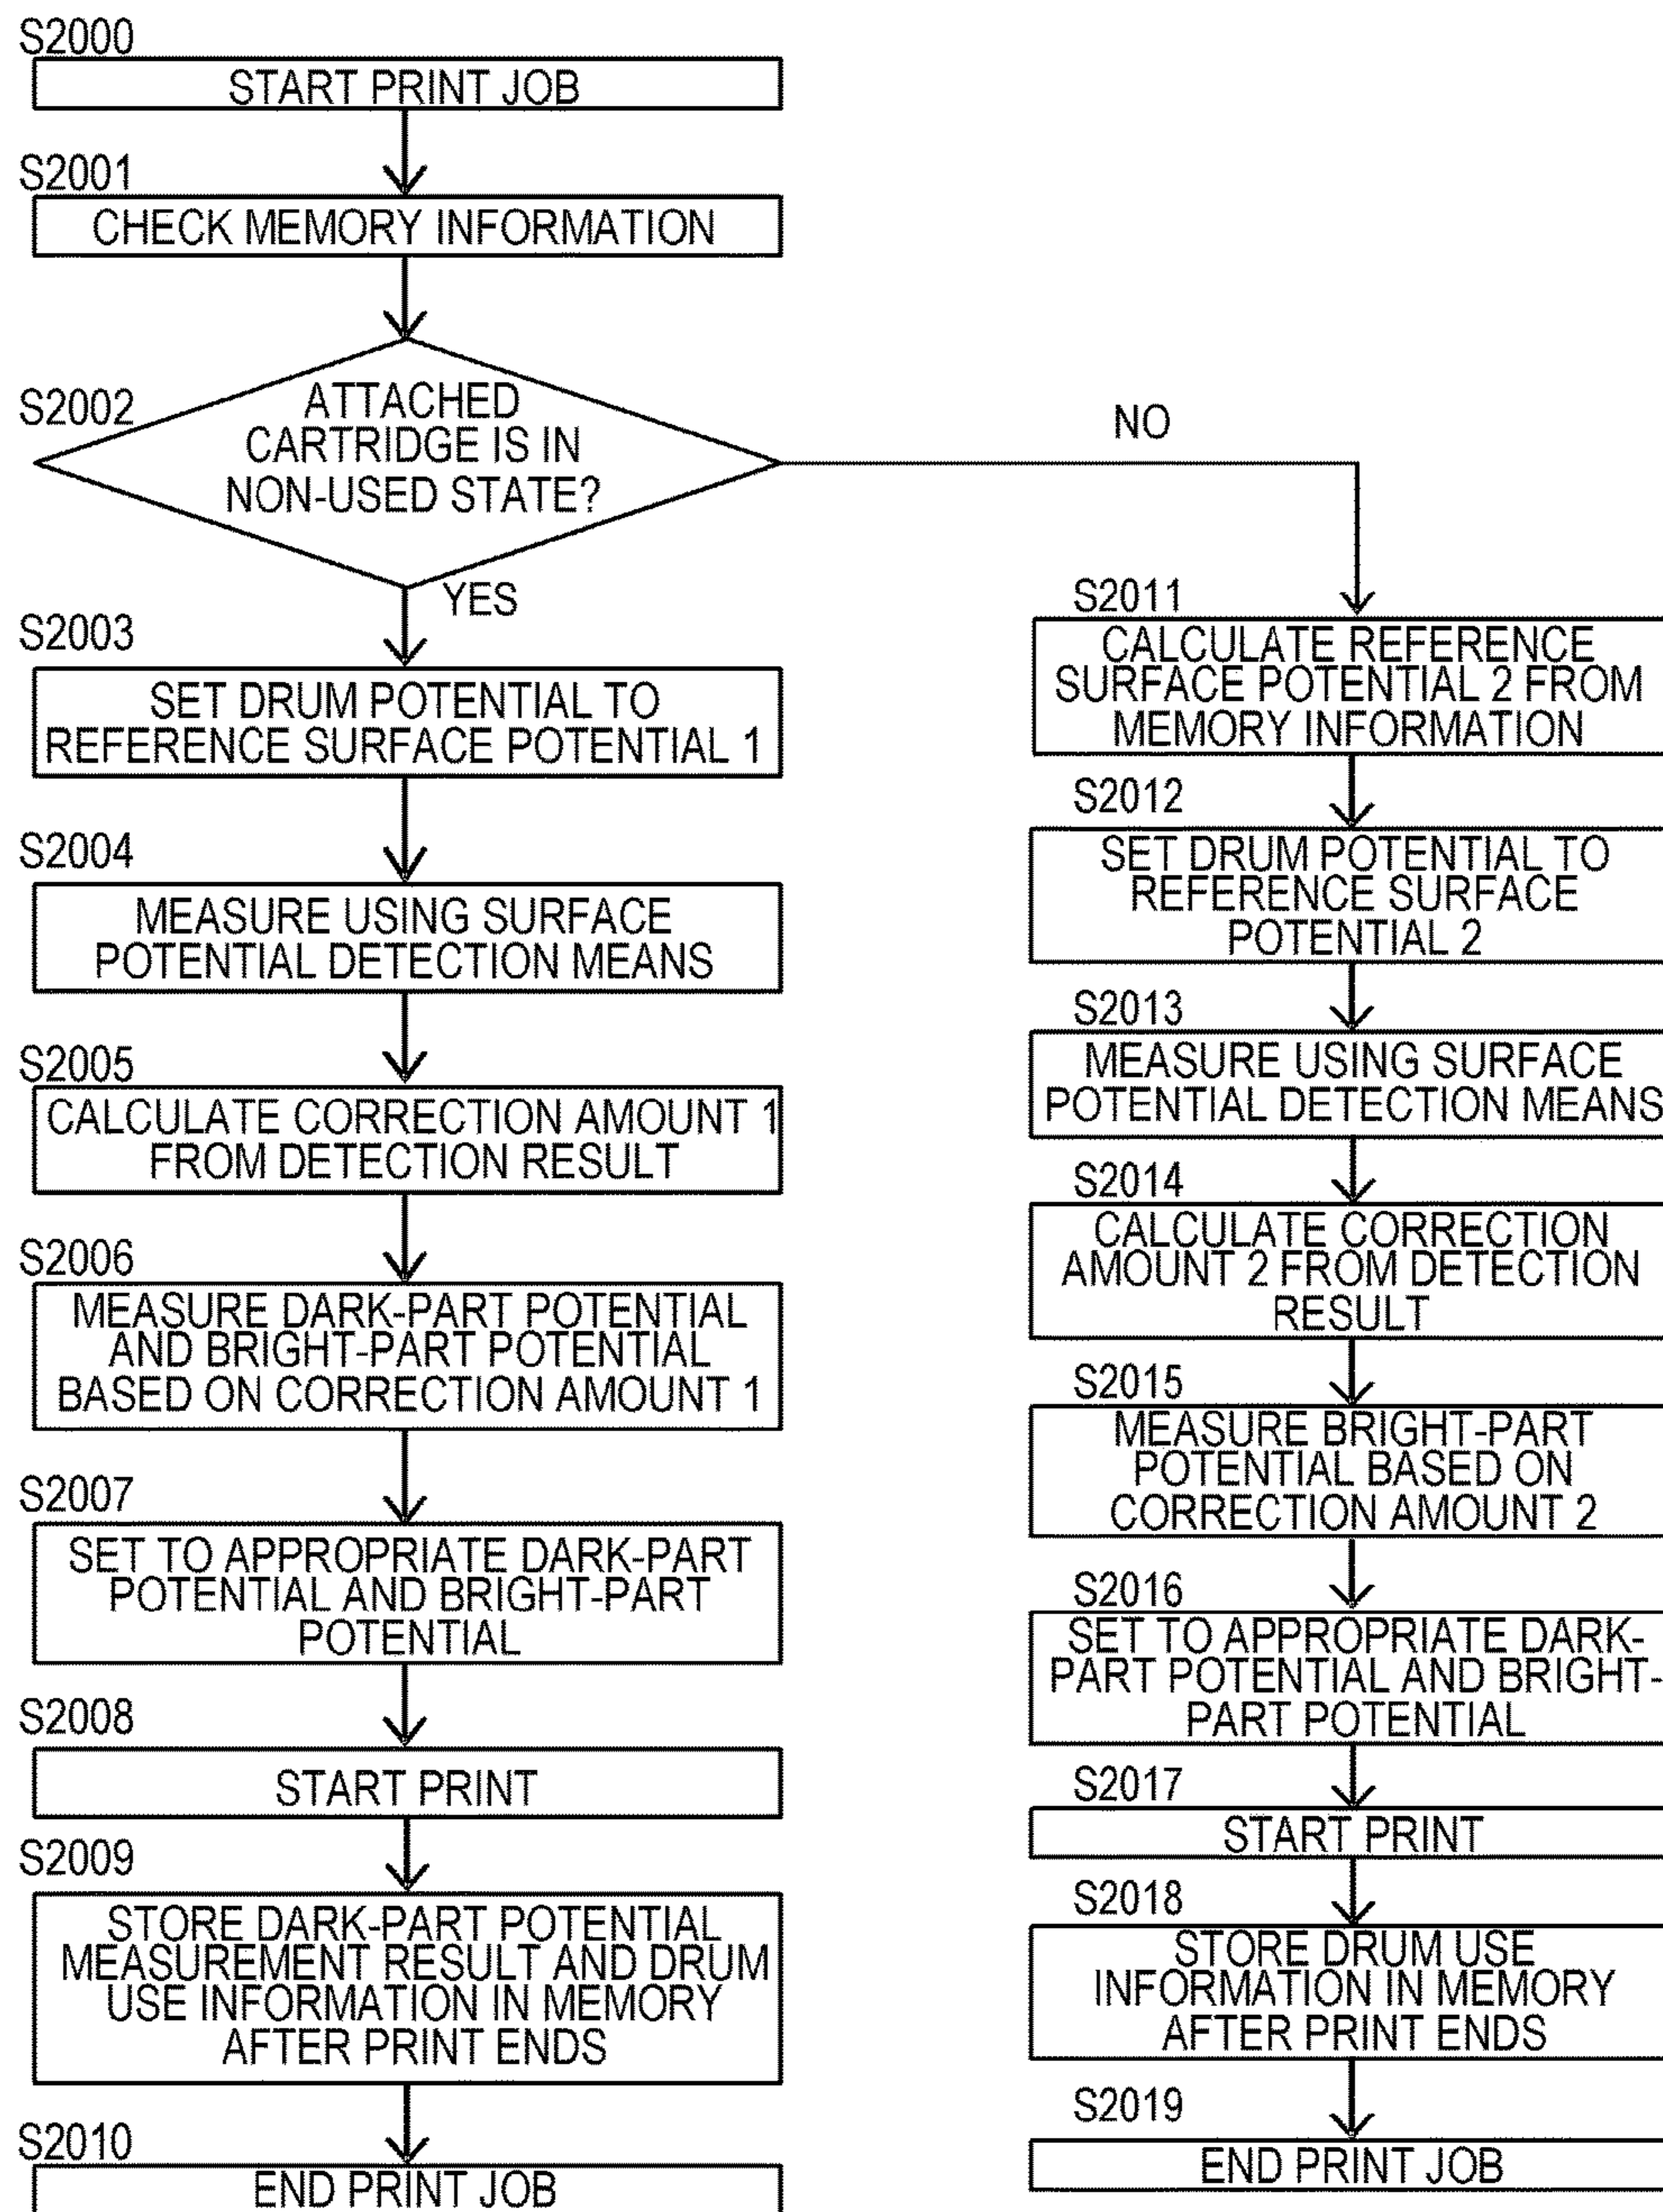 S2000
START PRINT JOB
S2001
CHECK MEMORY INFORMATION
S2002
ATTACHED
CARTRIDGE IS IN
NON-USED STATE?
NO
YES
S2003
SET DRUM POTENTIAL TO
REFERENCE SURFACE POTENTIAL 1
S2004
MEASURE USING SURFACE
POTENTIAL DETECTION MEANS
S2005
CALCULATE CORRECTION AMOUNT 1
FROM DETECTION RESULT
S2006
MEASURE DARK-PART POTENTIAL
AND BRIGHT-PART POTENTIAL
BASED ON CORRECTION AMOUNT 1
S2007
SET TO APPROPRIATE DARK-PART
POTENTIAL AND BRIGHT-PART
POTENTIAL
S2008
START PRINT
S2009
STORE DARK-PART POTENTIAL
MEASUREMENT RESULT AND DRUM
USE INFORMATION IN MEMORY
AFTER PRINT ENDS
S2010
END PRINT JOB
S2011
CALCULATE REFERENCE
SURFACE POTENTIAL 2 FROM
MEMORY INFORMATION
S2012
SET DRUM POTENTIAL TO
REFERENCE SURFACE
POTENTIAL 2
S2013
MEASURE USING SURFACE
POTENTIAL DETECTION MEANS
S2014
CALCULATE CORRECTION
AMOUNT 2 FROM DETECTION
RESULT
S2015
MEASURE BRIGHT-PART
POTENTIAL BASED ON
CORRECTION AMOUNT 2
S2016
SET TO APPROPRIATE DARK-
PART POTENTIAL AND BRIGHT-
PART POTENTIAL
S2017
START PRINT
S2018
STORE DRUM USE
INFORMATION IN MEMORY
AFTER PRINT ENDS
S2019
END PRINT JOB